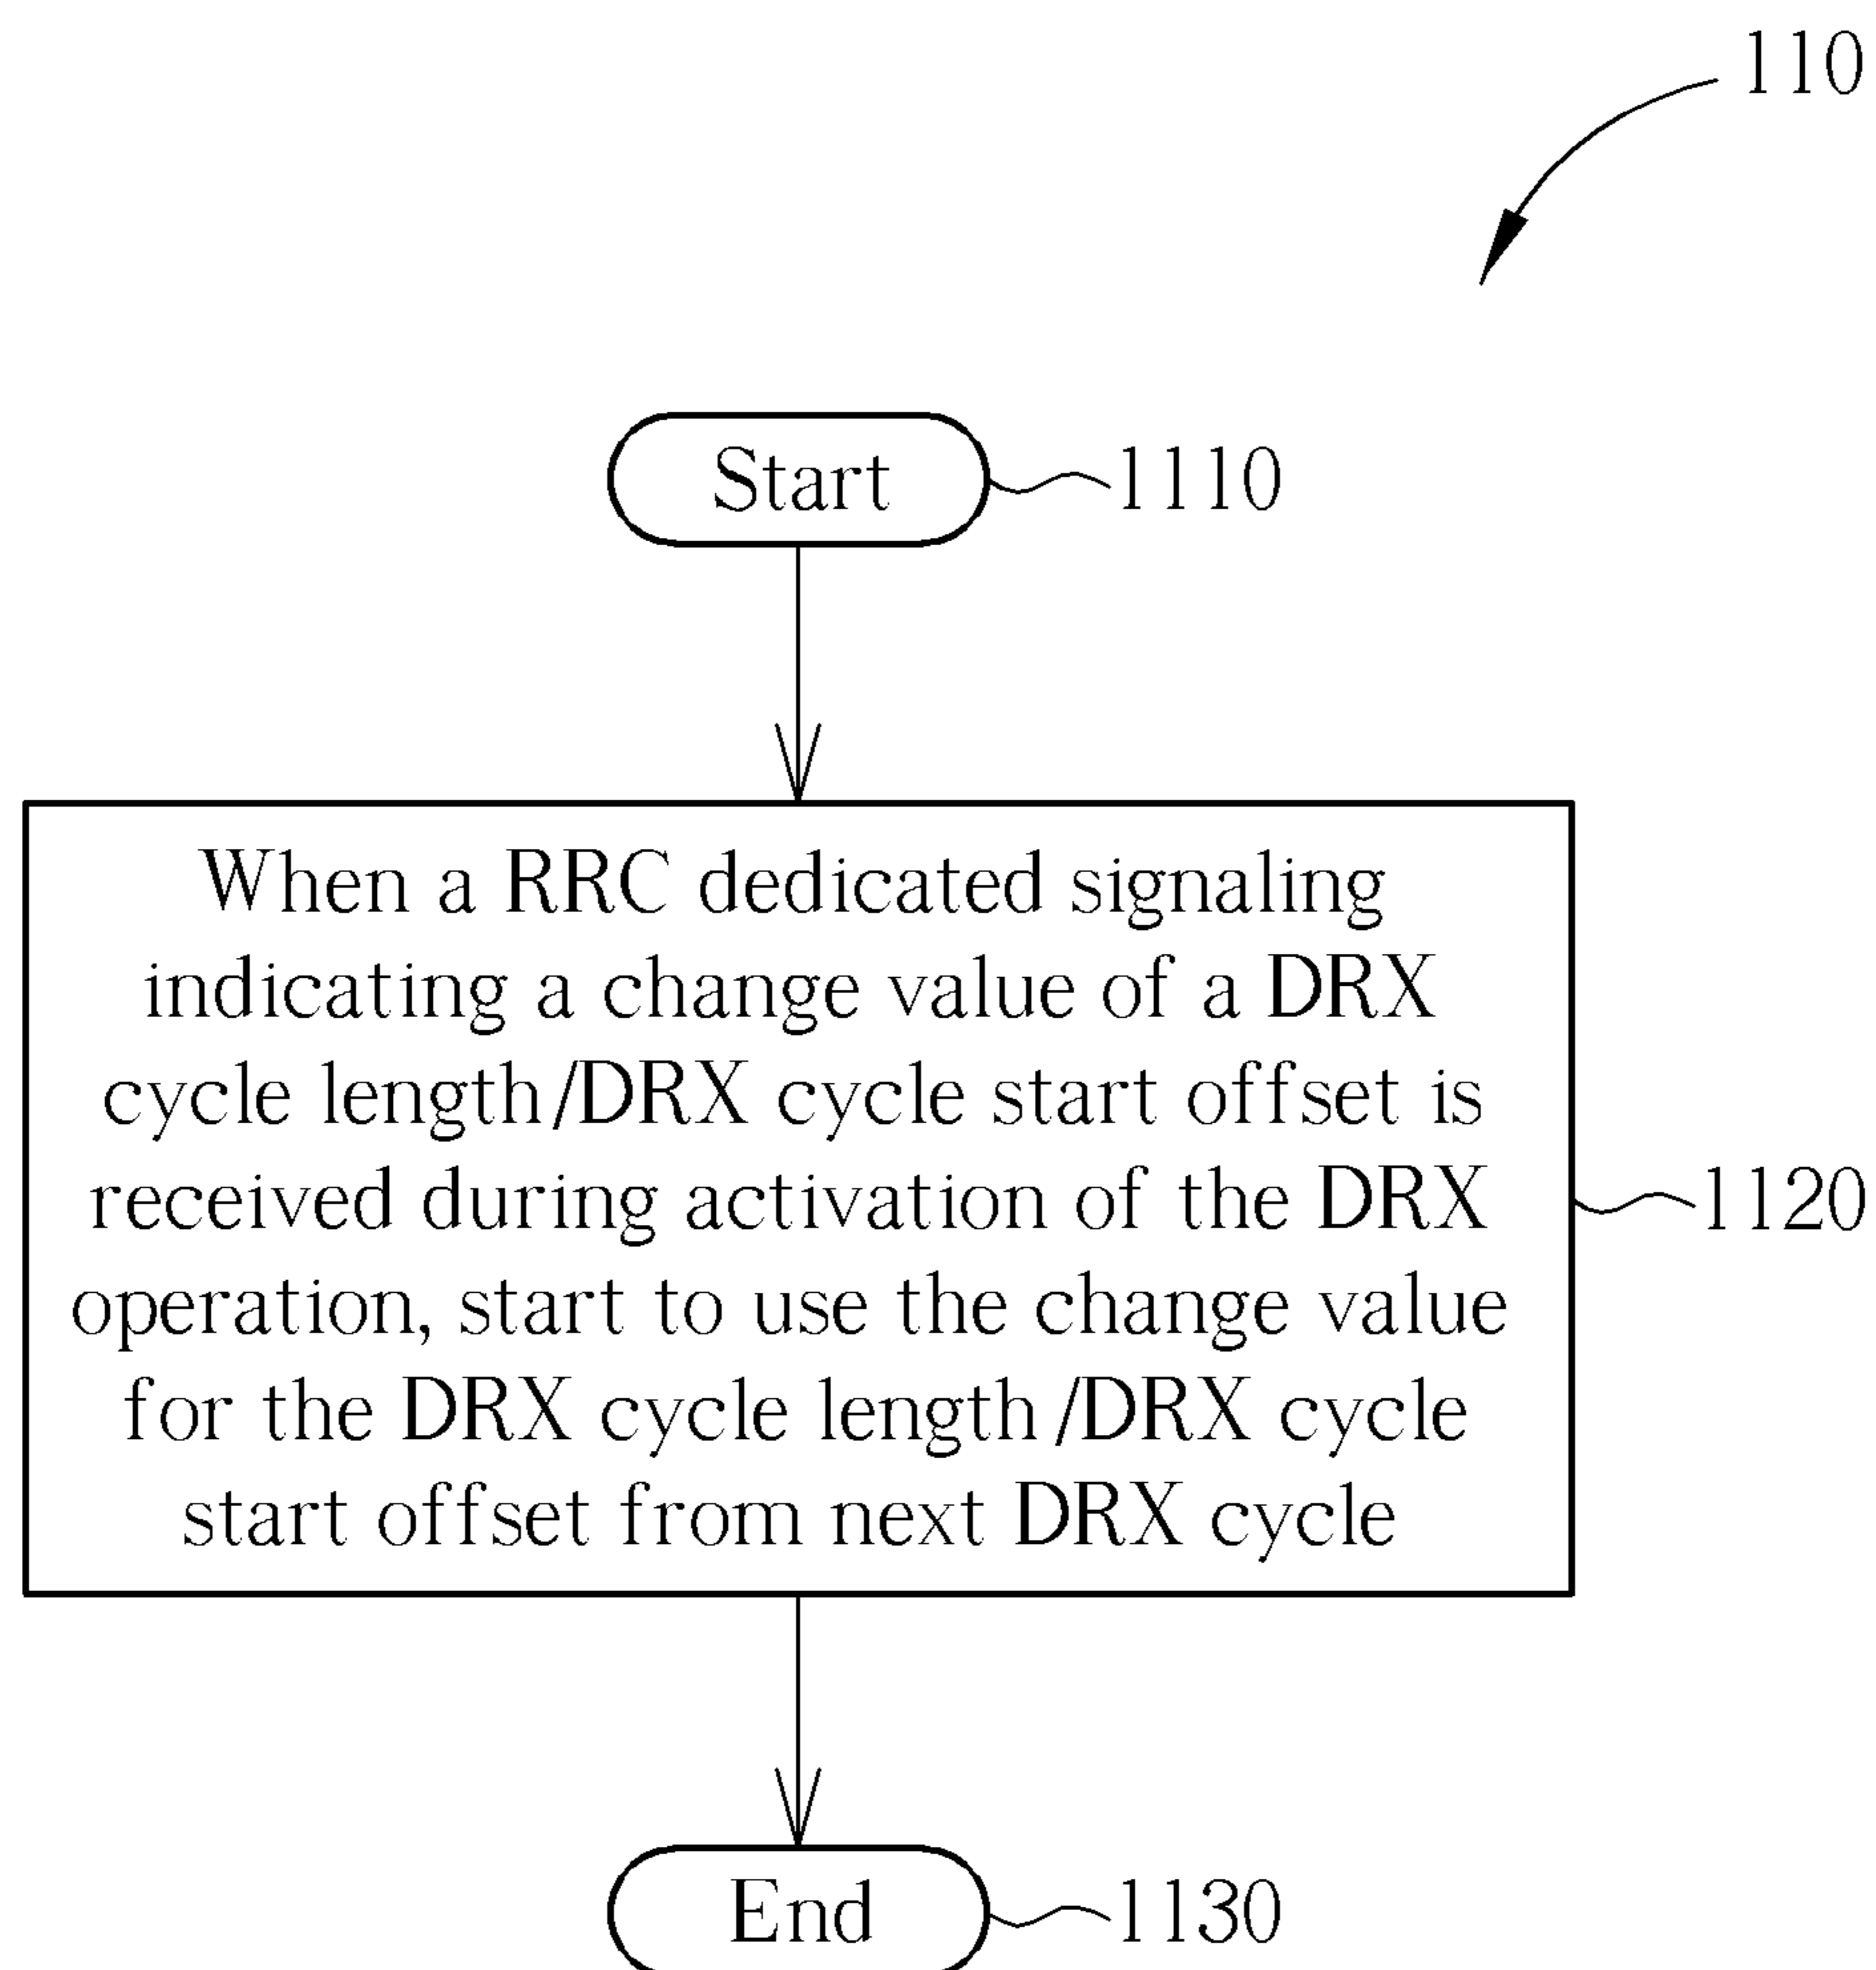 110
Start
1110
When a RRC dedicated signaling
indicating a change value of a DRX
cycle length/DRX cycle start offset is
received during activation of the DRX
operation, start to use the change value
for the DRX cycle length/DRX cycle
start offset from next DRX cycle
1120
End
1130